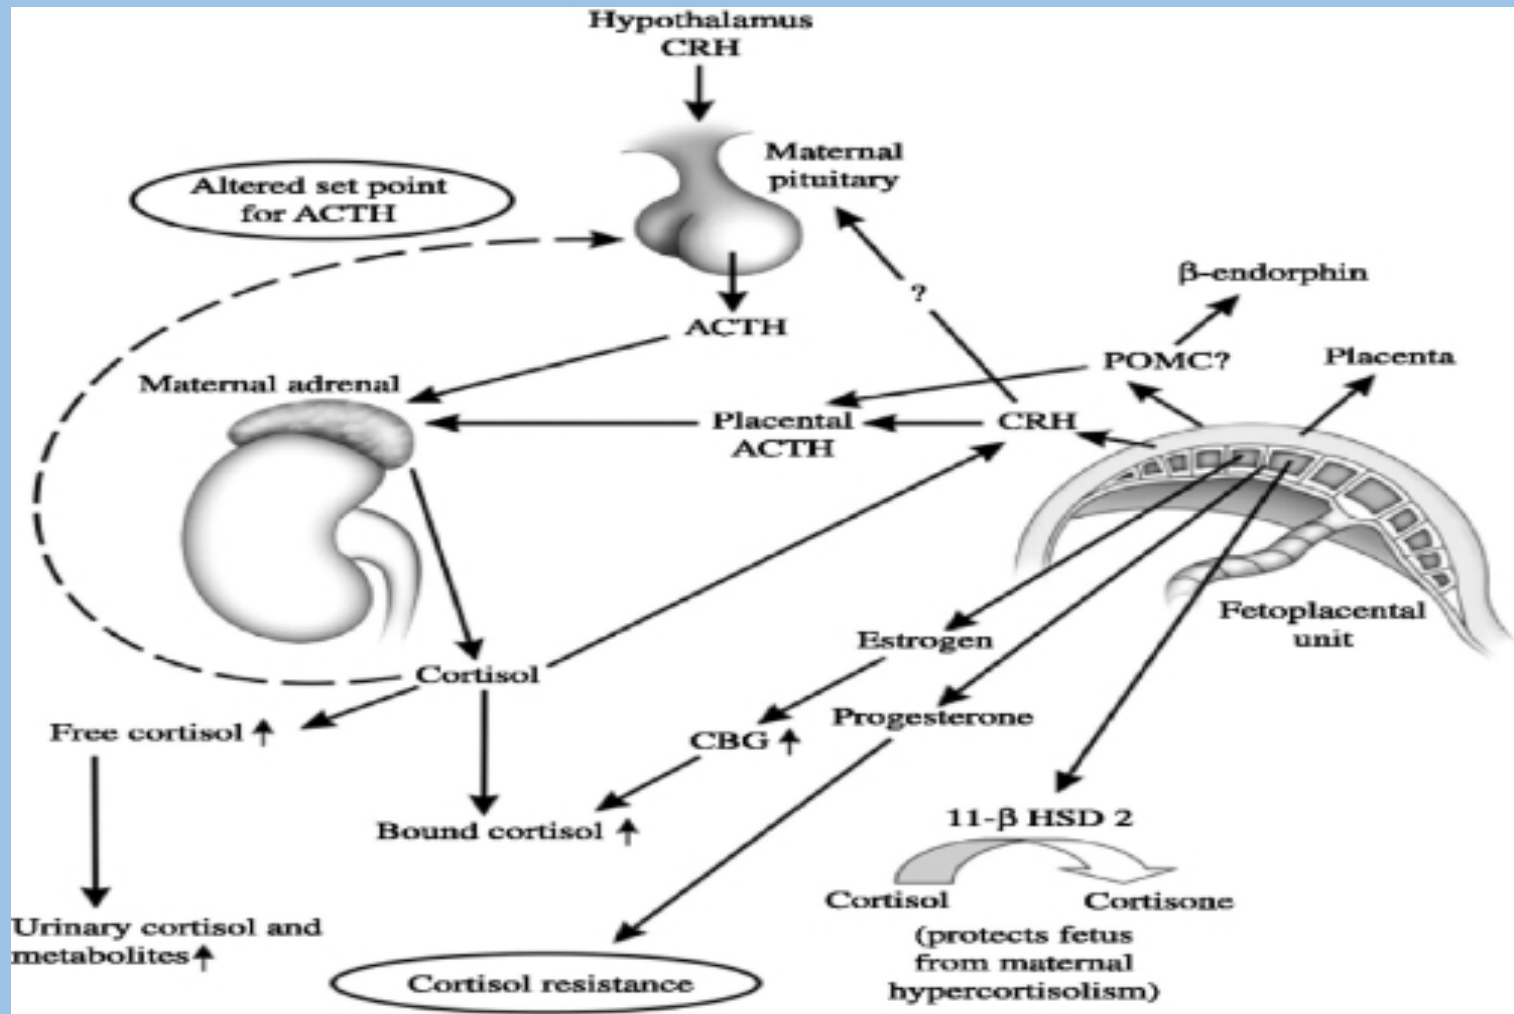 Hypothalamus
CRH
Maternal
pituitary
Altered set point
for ACTH
β-endorphin
?
ACTH
POMC?
Placenta
Maternal adrenal
Placental
ACTH
CRH
Fetoplacental
unit
Estrogen
Cortisol
Progesterone
Free cortisol ↑
CBG ↑
11-β HSD 2
Bound cortisol ↑
Cortisol
Cortisone
Urinary cortisol and
metabolites ↑
(protects fetus
from maternal
hypercortisolism)
Cortisol resistance